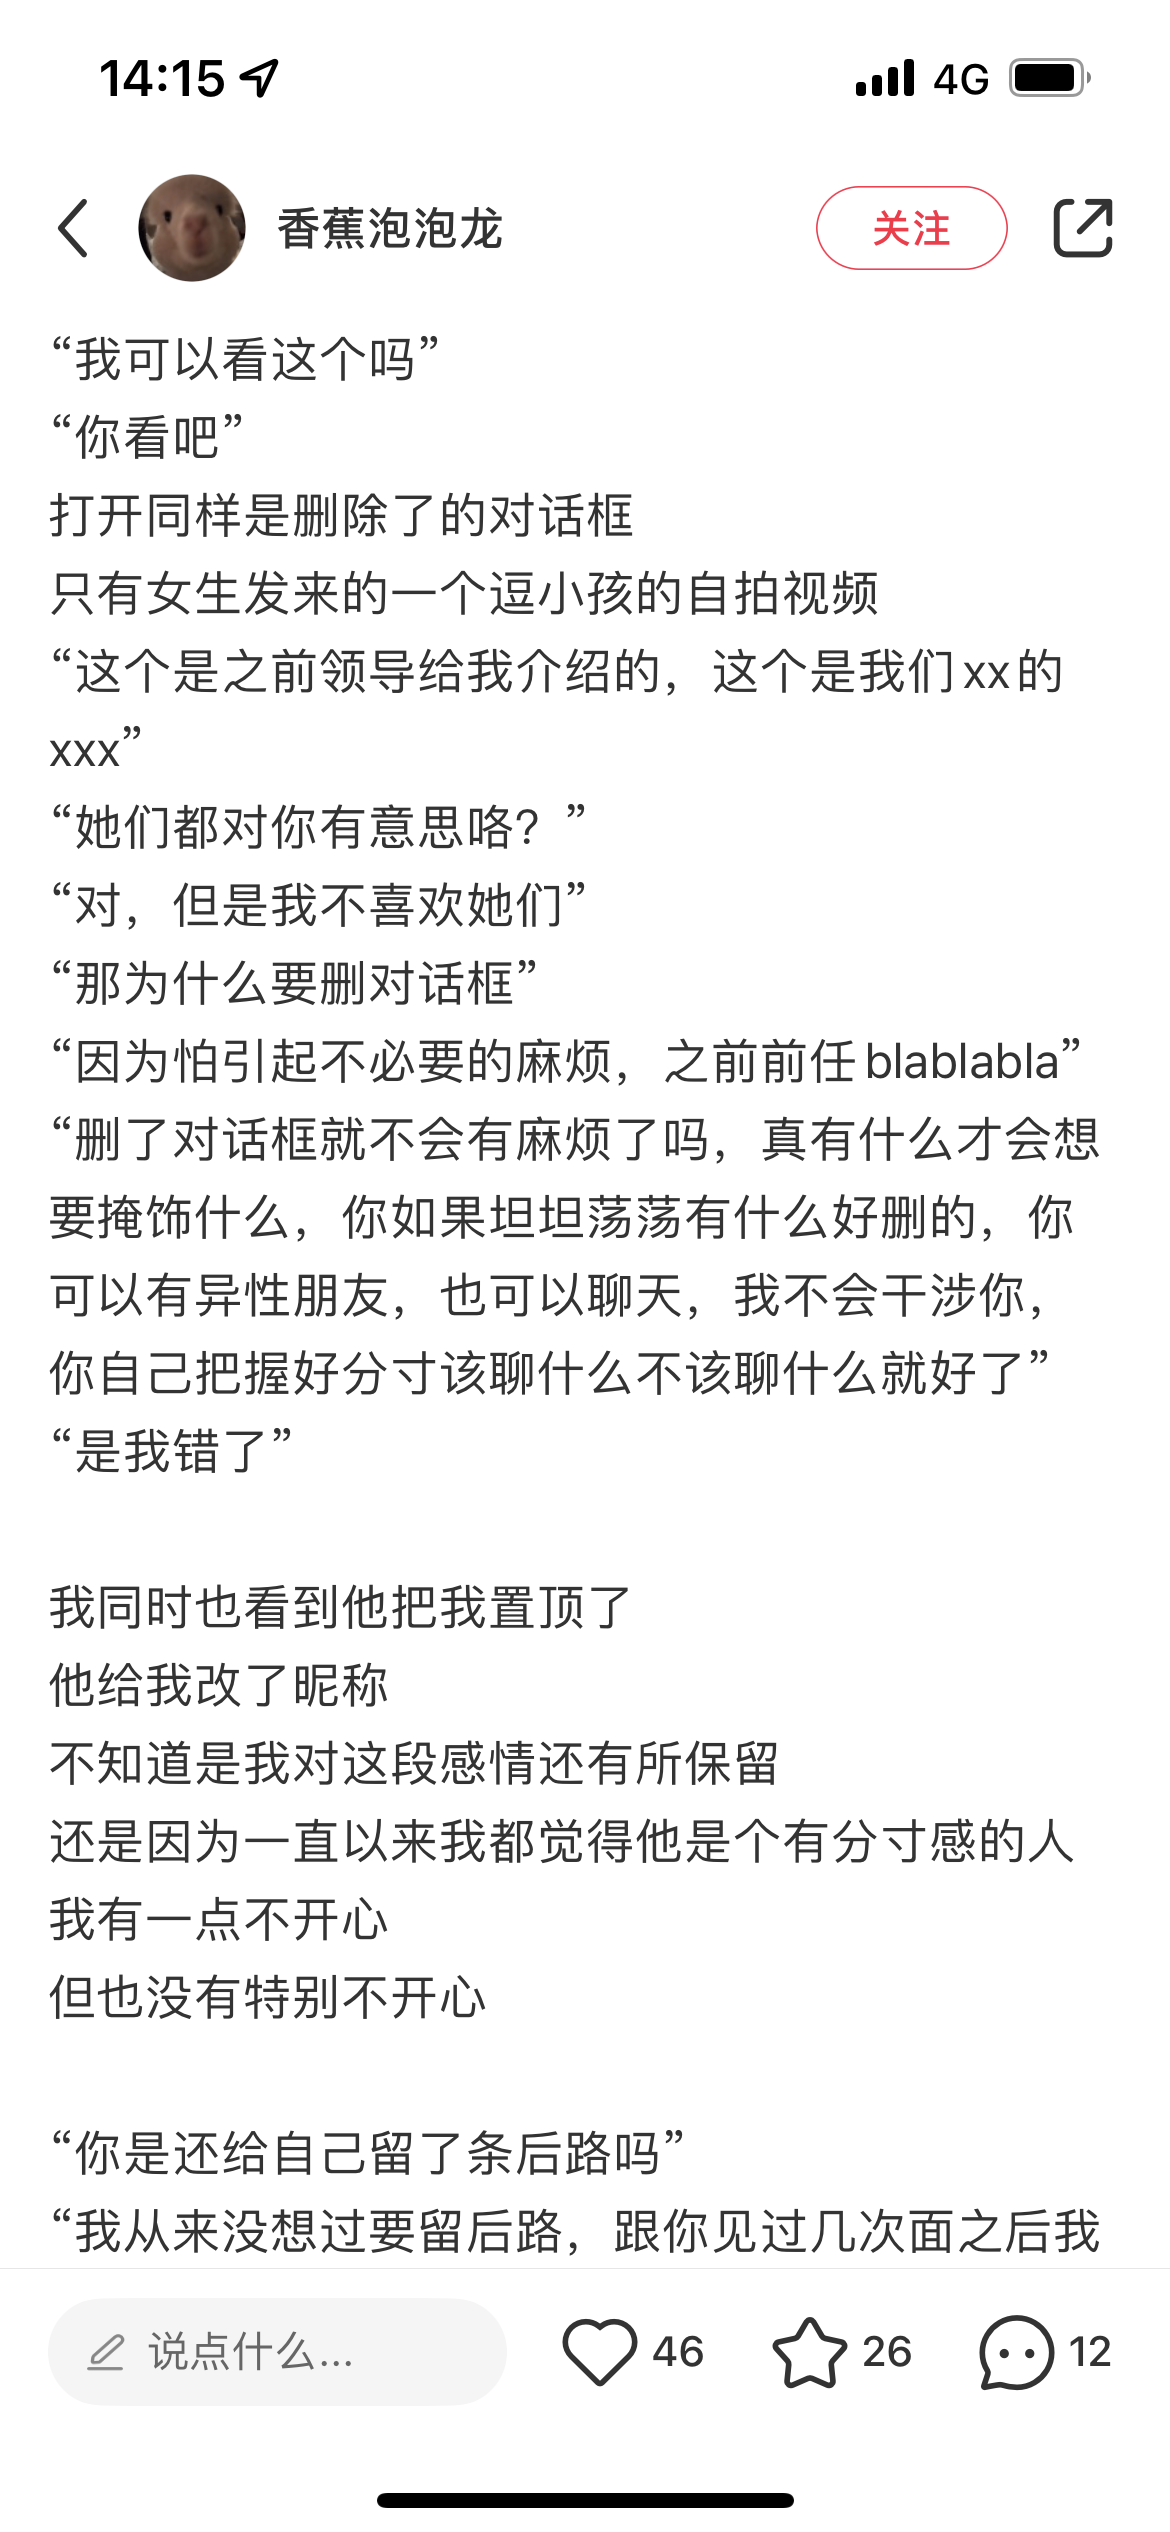 14:15
4G
香蕉泡泡龙
关注
“我可以看这个吗”
“你看吧”
打开同样是删除了的对话框
只有女生发来的一个逗小孩的自拍视频
“这个是之前领导给我介绍的，这个是我们xx的
xxx”
“她们都对你有意思咯？”
“对，但是我不喜欢她们”
“那为什么要删对话框”
“因为怕引起不必要的麻烦，之前前任blablabla”
“删了对话框就不会有麻烦了吗，真有什么才会想
要掩饰什么，你如果坦坦荡荡有什么好删的，你
可以有异性朋友，也可以聊天，我不会干涉你，
你自己把握好分寸该聊什么不该聊什么就好了”
“是我错了”
我同时也看到他把我置顶了
他给我改了昵称
不知道是我对这段感情还有所保留
还是因为一直以来我都觉得他是个有分寸感的人
我有一点不开心
但也没有特别不开心
“你是还给自己留了条后路吗”
“我从来没想过要留后路，跟你见过几次面之后我
说点什么...
46
26
12